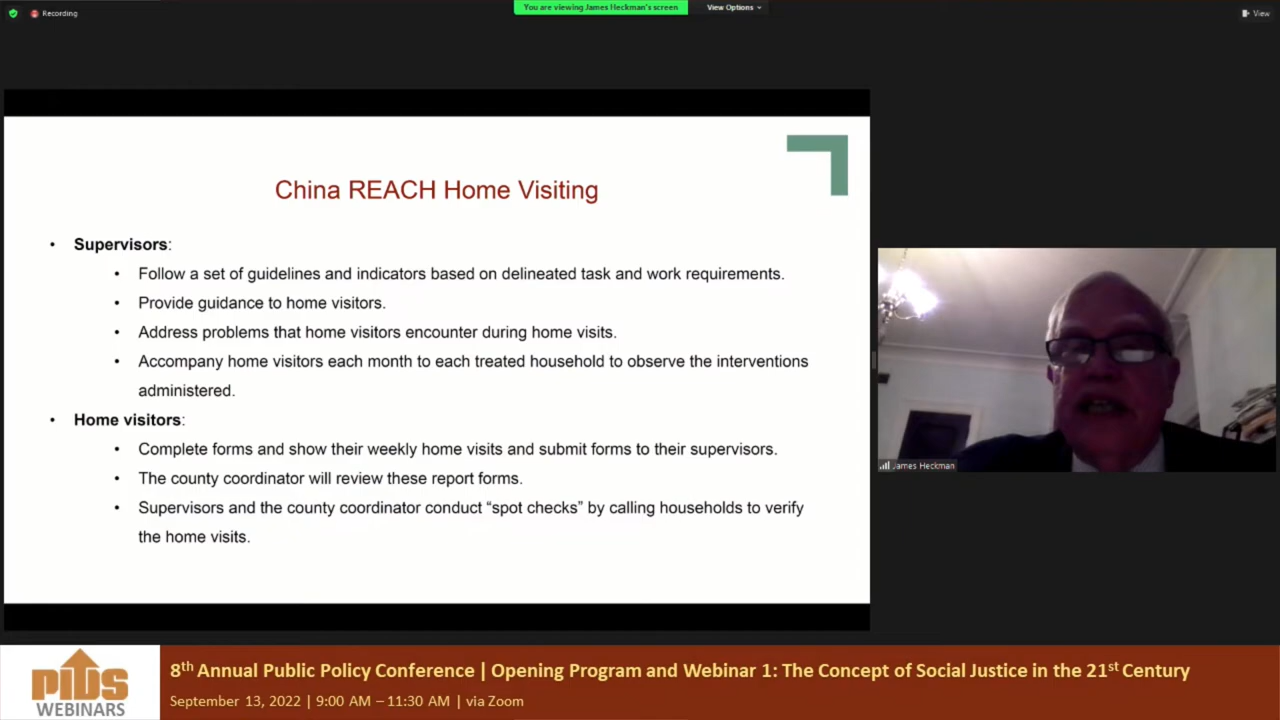 Recording
You are viewing James Heckman's screen
View Options
View
China REACH Home Visiting
• Supervisors:
• Follow a set of guidelines and indicators based on delineated task and work requirements.
• Provide guidance to home visitors.
• Address problems that home visitors encounter during home visits.
• Accompany home visitors each month to each treated household to observe the interventions
administered.
• Home visitors:
• Complete forms and show their weekly home visits and submit forms to their supervisors.
• The county coordinator will review these report forms.
• Supervisors and the county coordinator conduct “spot checks” by calling households to verify
the home visits.
James Heckman
PIDS
WEBINARS
8th Annual Public Policy Conference | Opening Program and Webinar 1: The Concept of Social Justice in the 21st Century
September 13, 2022 | 9:00 AM – 11:30 AM | via Zoom